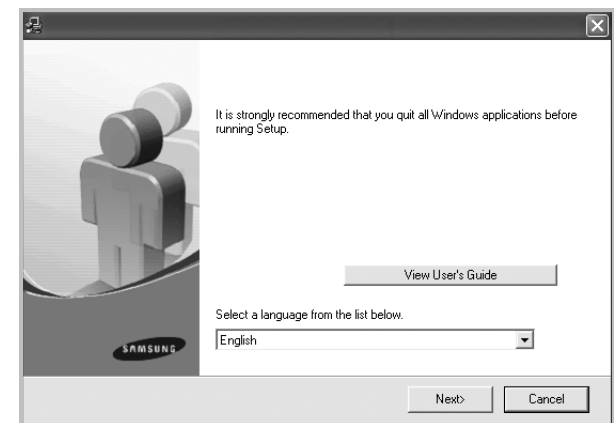 It is strongly recommended that you quit all Windows applications before
running Setup.
View User's Guide
Select a language from the list below.
English
SAMSUNG
Next>
Cancel